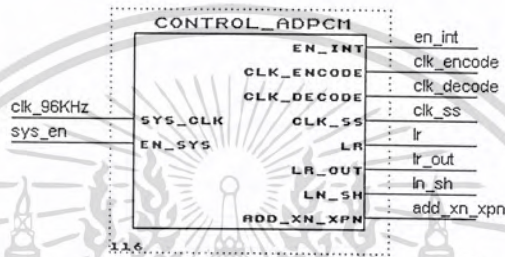 CONTROL_ADPCM
EN_INT
en_int
CLK_ENCODE
clk_encode
CLK_DECODE
clk_decode
clk_96KHz
SYS_CLK
CLK_SS
clk_ss
sys_en
EN_SYS
LR
lr
LR_OUT
lr_out
LN_SH
ln_sh
ADD_XN_XPN
add_xn_xpn
116